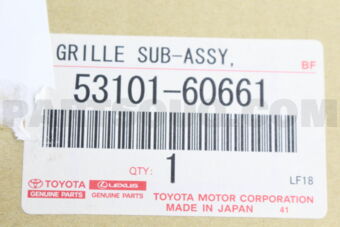 GRILLE SUB-ASSY,
BF
53101-60661
QTY:
1
LF18
TOYOTA
GENUINE PARTS
LEXUS
GENUINE PARTS
TOYOTA MOTOR CORPORATION
MADE IN JAPAN 41